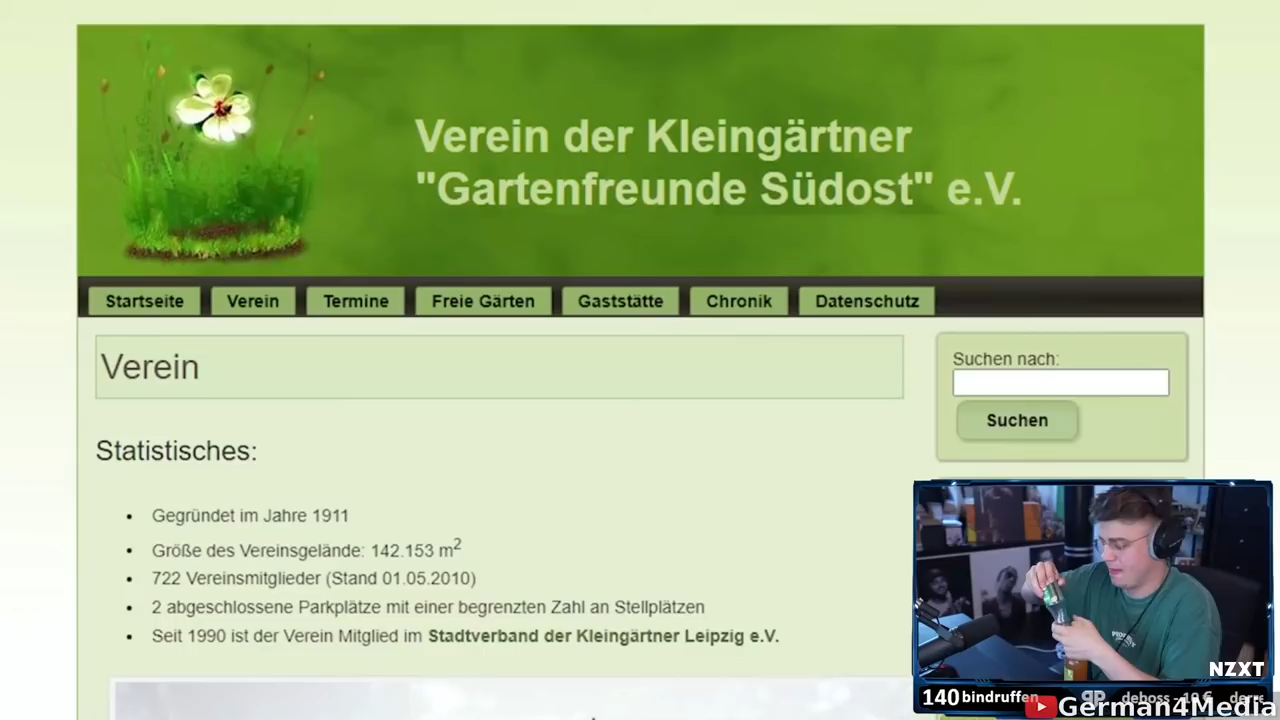 Verein der Kleingärtner
"Gartenfreunde Südost" e.V.
Startseite Verein Termine Freie Gärten Gaststätte Chronik Datenschutz
Verein
Suchen nach:
Suchen
Statistisches:
Gegründet im Jahre 1911
Größe des Vereinsgelände: 142.153 m²
722 Vereinsmitglieder (Stand 01.05.2010)
2 abgeschlossene Parkplätze mit einer begrenzten Zahl an Stellplätzen
Seit 1990 ist der Verein Mitglied im Stadtverband der Kleingärtner Leipzig e.V.
NZXT
140 bindruffen deboss - 10 €
German4Media